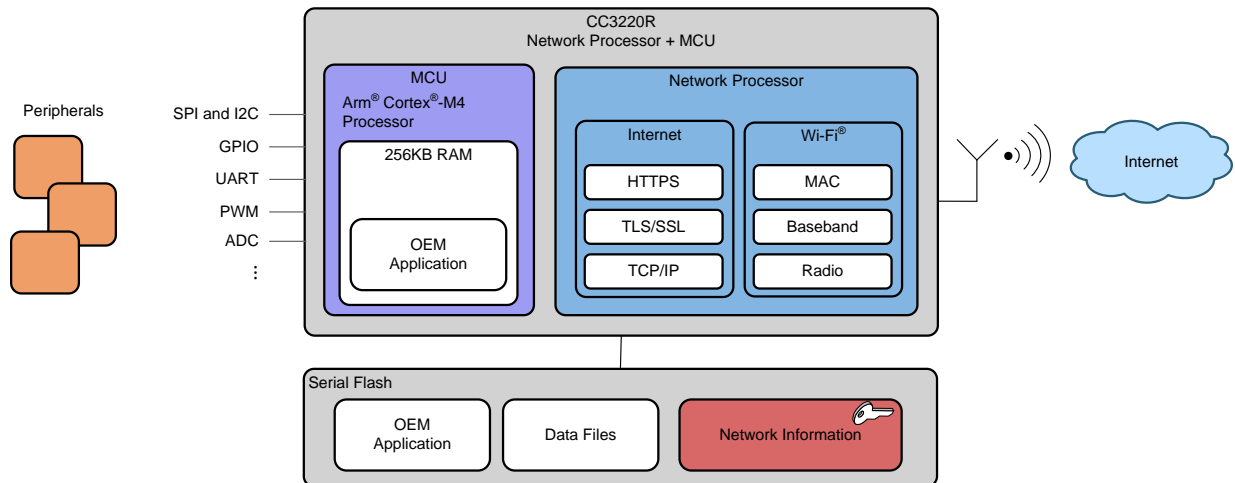 CC3220R
Network Processor + MCU
Peripherals
SPI and I2C
GPIO
UART
PWM
ADC
⋮
MCU
Arm® Cortex®-M4
Processor
256KB RAM
OEM
Application
Network Processor
Internet
HTTPS
TLS/SSL
TCP/IP
Wi-Fi®
MAC
Baseband
Radio
Internet
Serial Flash
OEM
Application
Data Files
Network Information